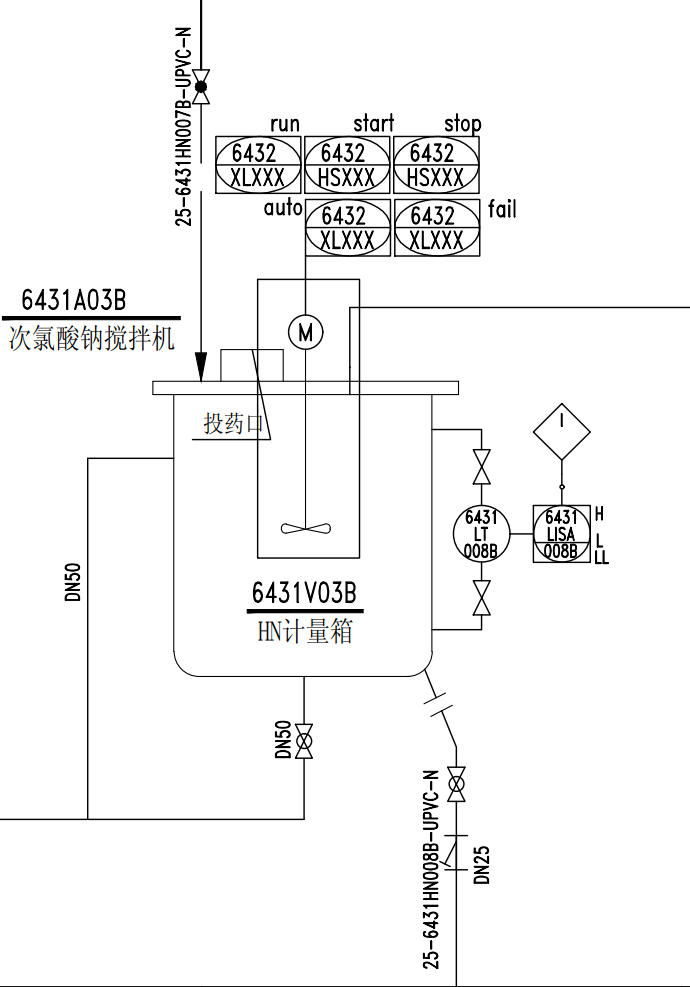 25-6431HN007B-UPVC-N
run
start
stop
6432
XLXXX
6432
HSXXX
6432
HSXXX
auto
6432
XLXXX
6432
XLXXX
fail
6431A03B
次氯酸钠搅拌机
M
投药口
I
6431
LT
008B
6431
LISA
008B
H
L
LL
DN50
6431V03B
HN计量箱
DN50
25-6431HN008B-UPVC-N
DN25